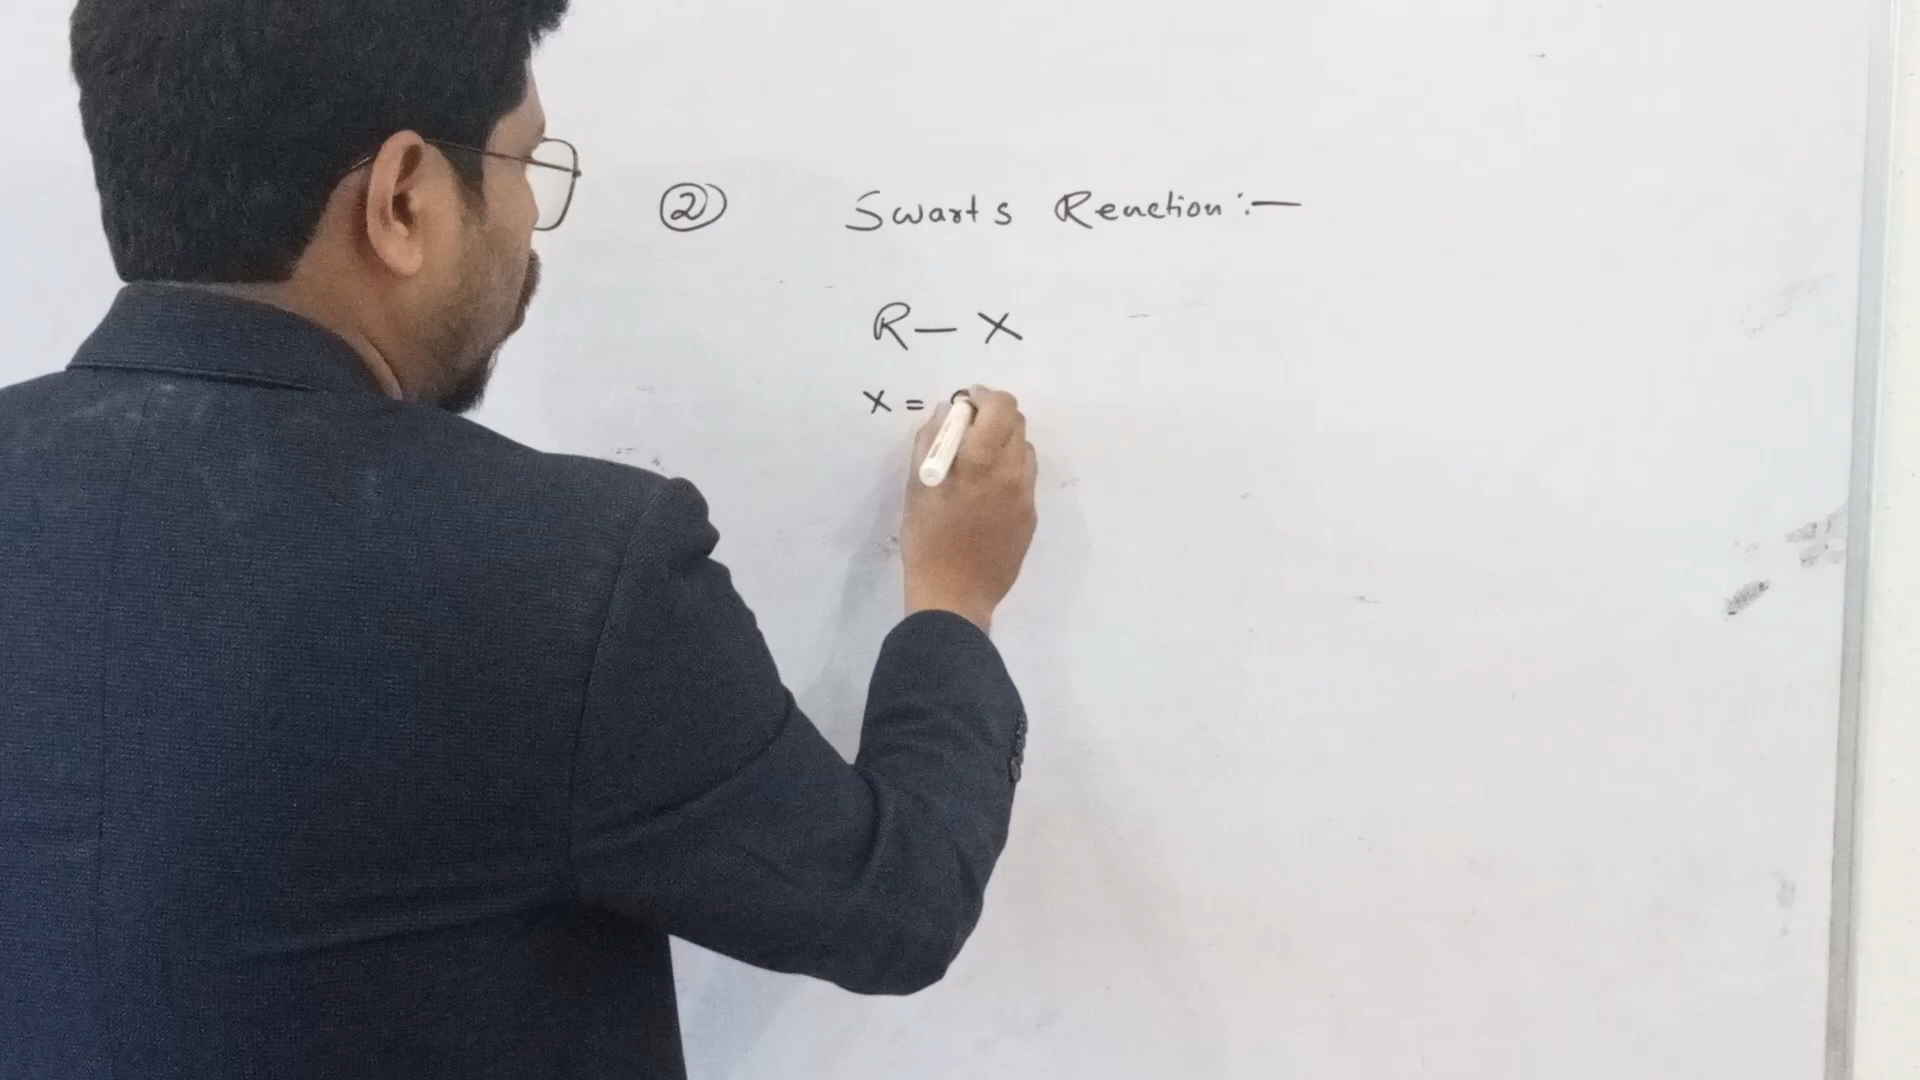 ② Swarts Reaction :-
R - X
X =